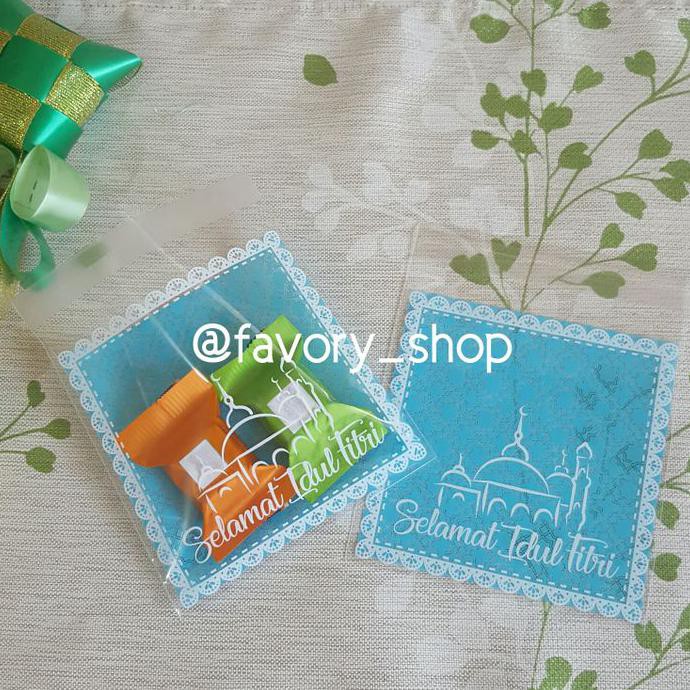 @favory_shop
Selamat Idul Fitri
Selamat Idul Fitri